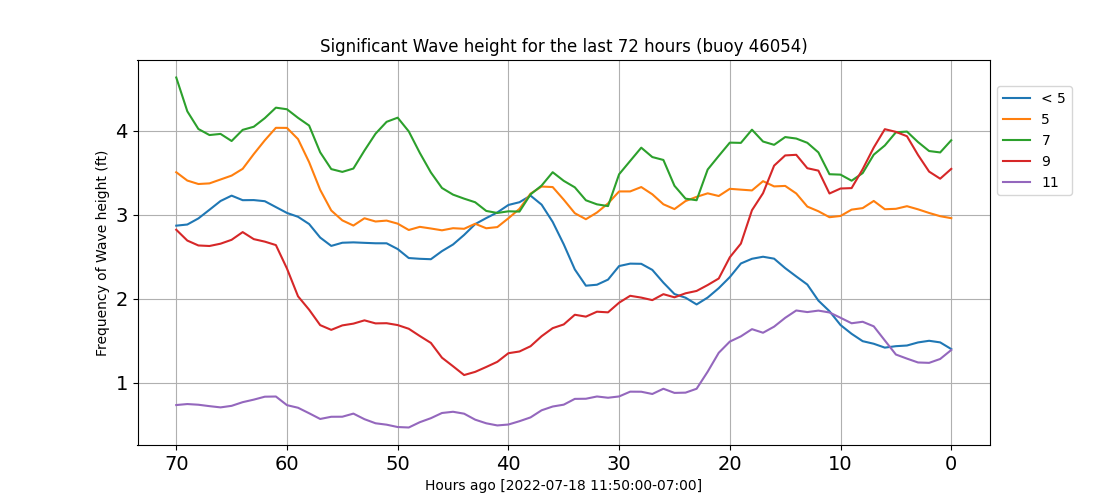 Significant Wave height for the last 72 hours (buoy 46054)
Frequency of Wave height (ft)
4
3
2
1
70 60 50 40 30 20 10 0
Hours ago [2022-07-18 11:50:00-07:00]
< 5
5
7
9
11